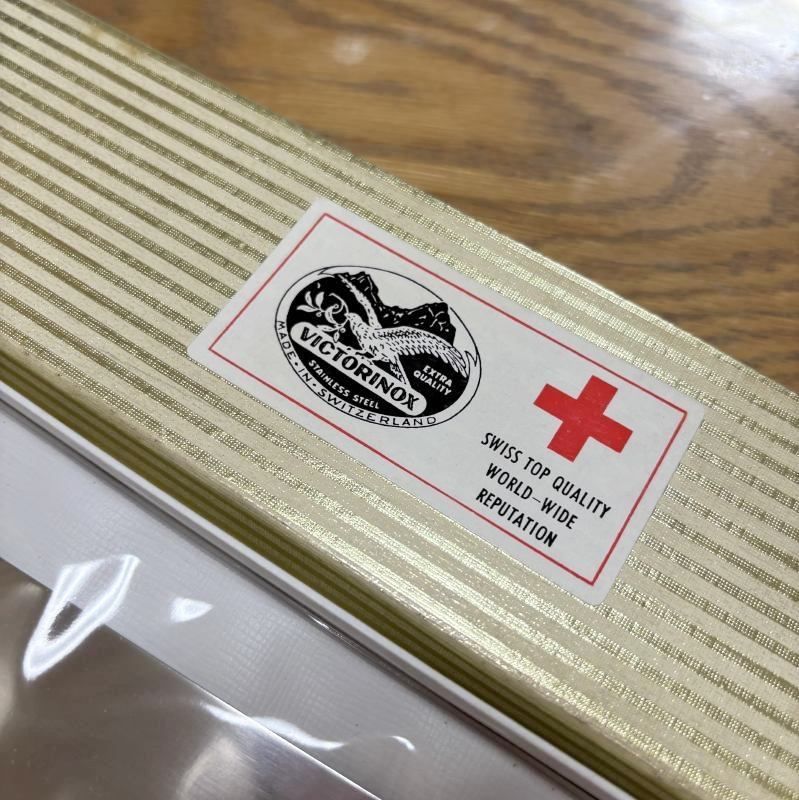 VICTORINOX
EXTRA
QUALITY
STAINLESS STEEL
MADE·IN·SWITZERLAND
SWISS TOP QUALITY
WORLD-WIDE
REPUTATION